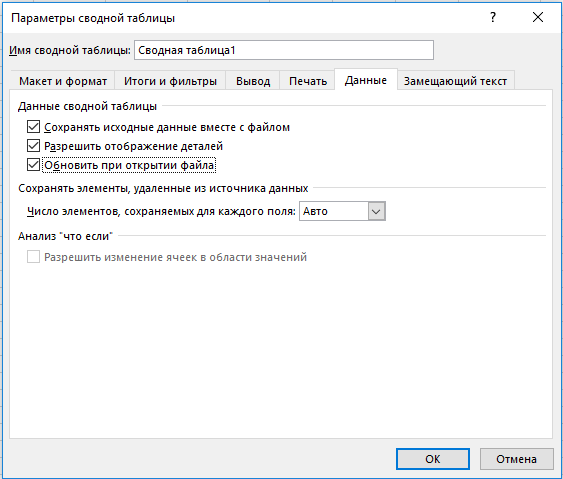 Параметры сводной таблицы ?
Имя сводной таблицы: Сводная таблица1
Макет и формат Итоги и фильтры Вывод Печать Данные Замещающий текст
Данные сводной таблицы
Сохранять исходные данные вместе с файлом
Разрешить отображение деталей
Обновить при открытии файла
Сохранять элементы, удаленные из источника данных
Число элементов, сохраняемых для каждого поля: Авто
Анализ "что если"
Разрешить изменение ячеек в области значений
ОК Отмена